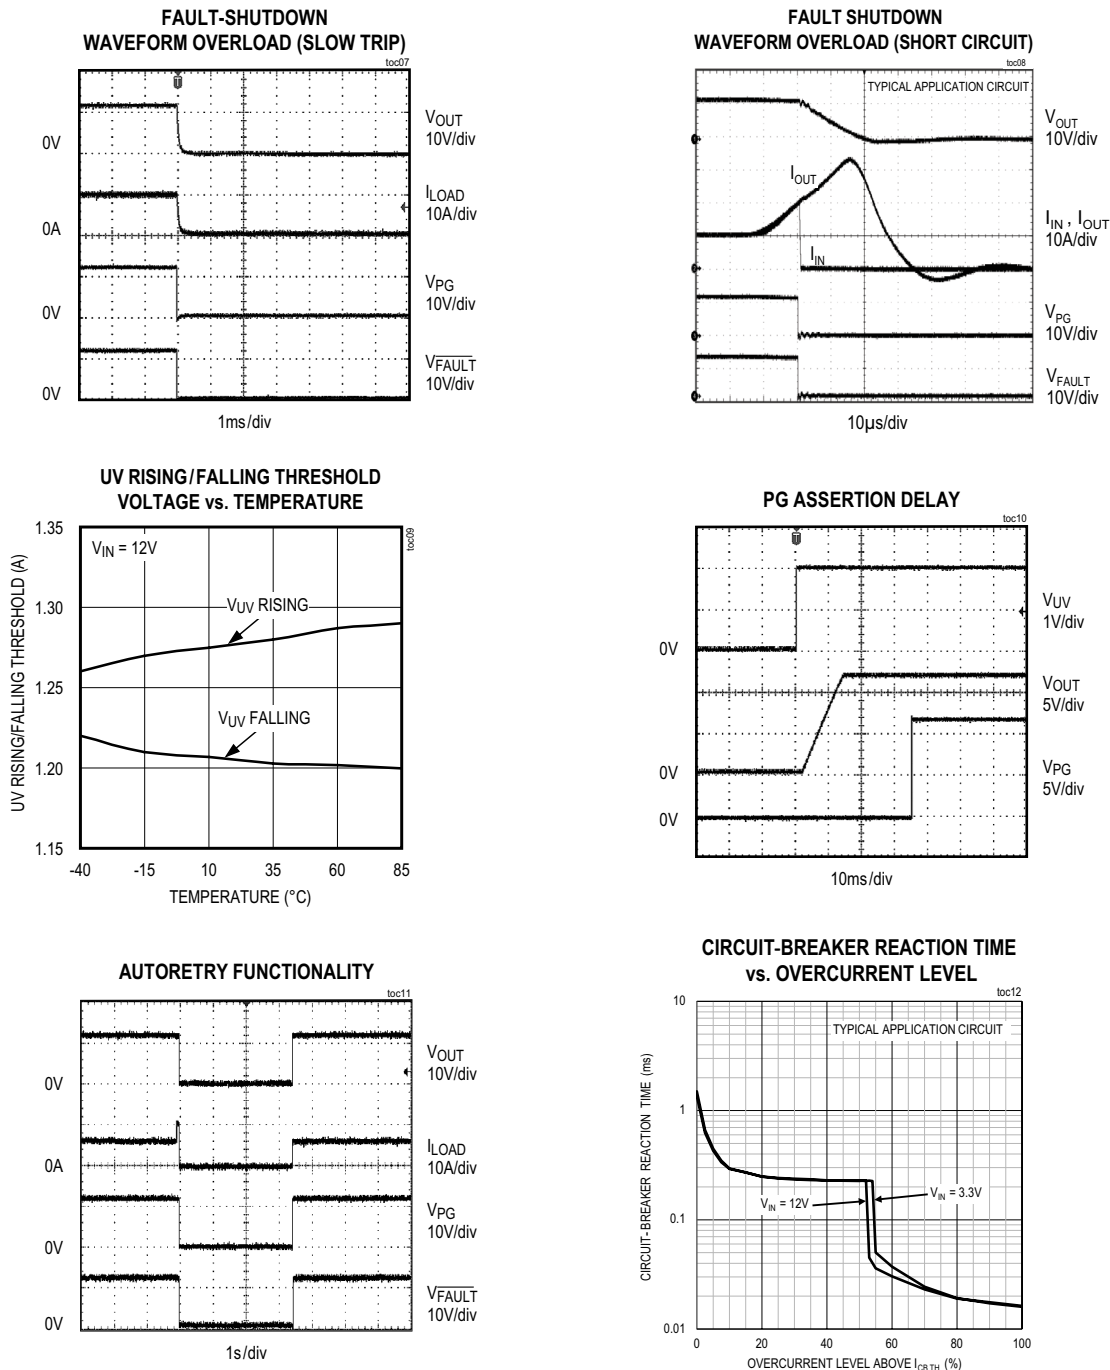 FAULT-SHUTDOWN
WAVEFORM OVERLOAD (SLOW TRIP)
toc07
0V
0A
0V
0V
VOUT
10V/div
ILOAD
10A/div
VPG
10V/div
VFAULT
10V/div
1ms/div
FAULT SHUTDOWN
WAVEFORM OVERLOAD (SHORT CIRCUIT)
toc08
TYPICAL APPLICATION CIRCUIT
IOUT
IIN
VOUT
10V/div
IIN , IOUT
10A/div
VPG
10V/div
VFAULT
10V/div
10µs/div
UV RISING/FALLING THRESHOLD
VOLTAGE vs. TEMPERATURE
toc09
UV RISING/FALLING THRESHOLD (A)
1.35
1.30
1.25
1.20
1.15
VIN = 12V
VUV RISING
VUV FALLING
-40 -15 10 35 60 85
TEMPERATURE (°C)
PG ASSERTION DELAY
toc10
0V
0V
0V
VUV
1V/div
VOUT
5V/div
VPG
5V/div
10ms/div
AUTORETRY FUNCTIONALITY
toc11
0V
0A
0V
0V
VOUT
10V/div
ILOAD
10A/div
VPG
10V/div
VFAULT
10V/div
1s/div
CIRCUIT-BREAKER REACTION TIME
vs. OVERCURRENT LEVEL
toc12
CIRCUIT-BREAKER REACTION TIME (ms)
10
1
0.1
0.01
TYPICAL APPLICATION CIRCUIT
VIN = 12V
VIN = 3.3V
0 20 40 60 80 100
OVERCURRENT LEVEL ABOVE ICB,TH (%)